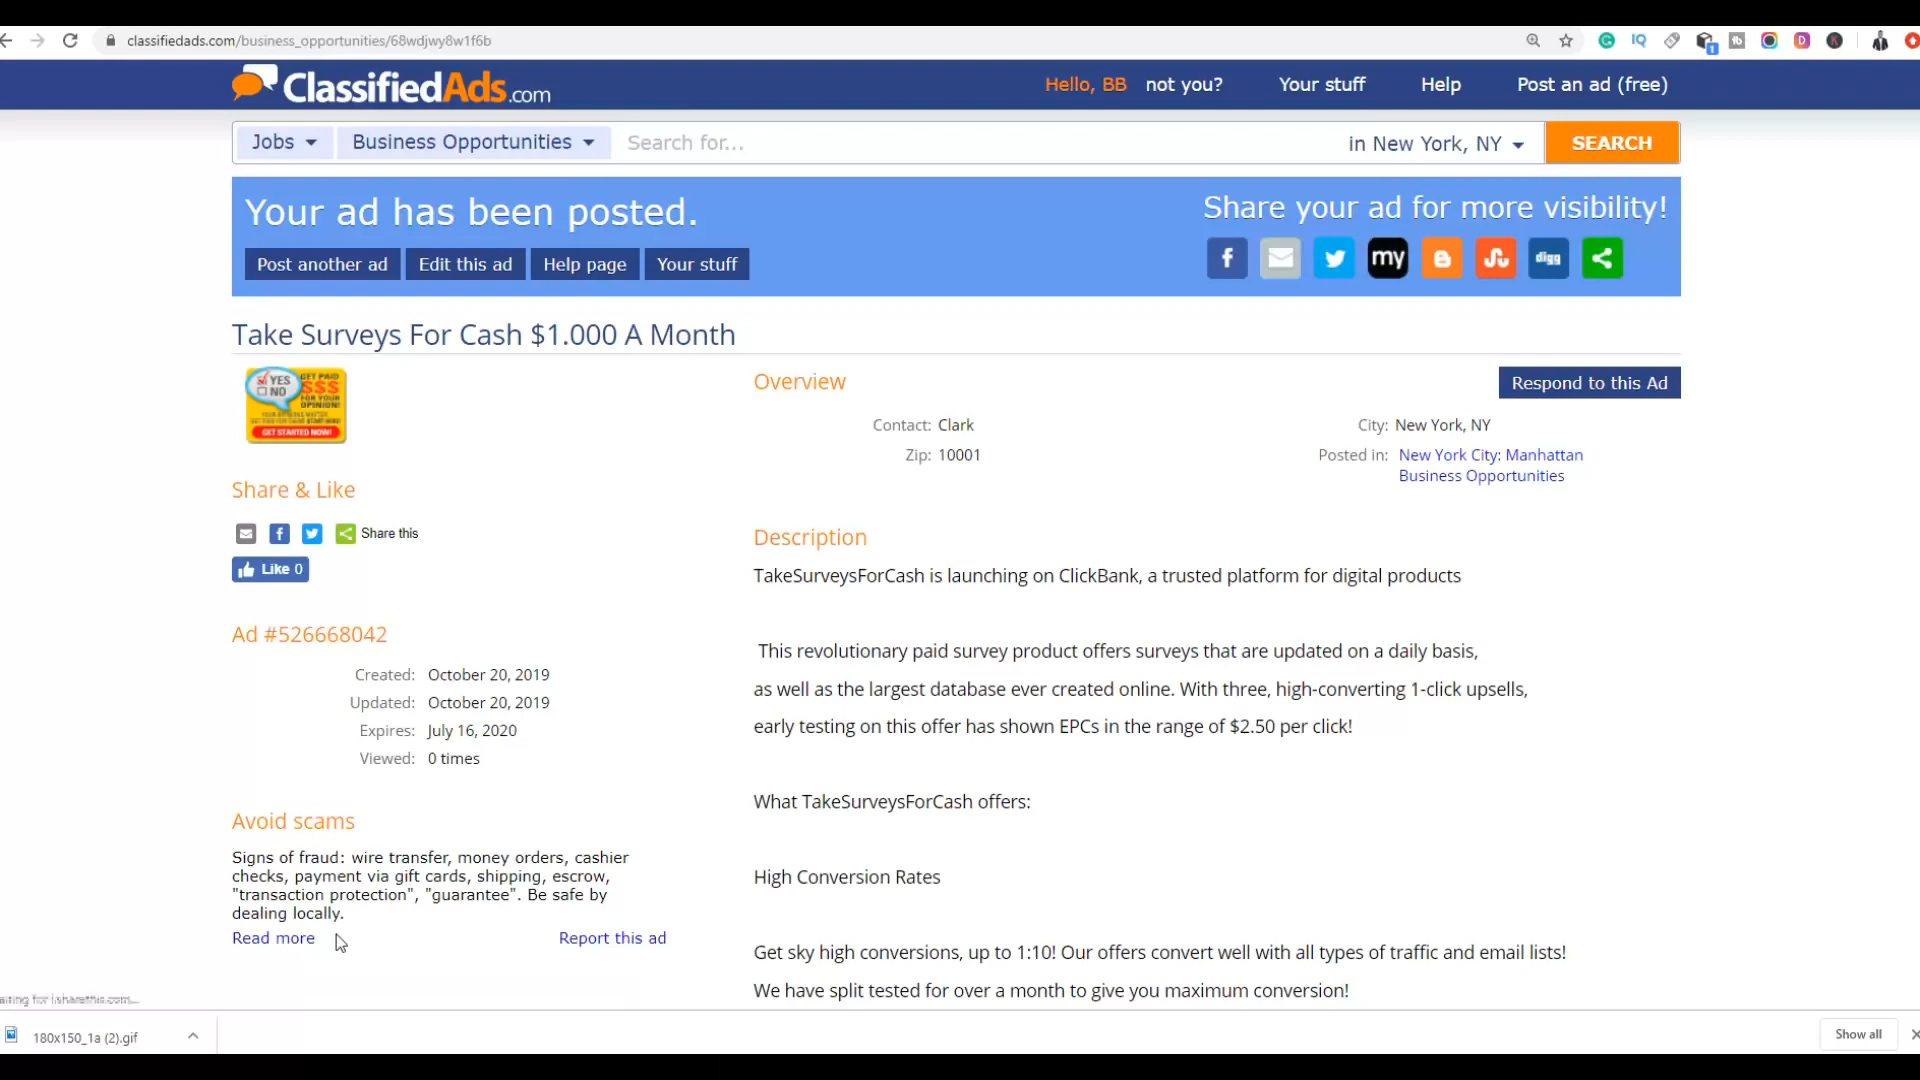 classifiedads.com/business_opportunities/68wdjwy8w1f6b
ClassifiedAds.com
Hello, BB not you? Your stuff Help Post an ad (free)
Jobs Business Opportunities Search for... in New York, NY SEARCH
Your ad has been posted.
Share your ad for more visibility!
Post another ad Edit this ad Help page Your stuff
my digg
Take Surveys For Cash $1.000 A Month
YES NO
GET PAID
$$$
FOR YOUR
OPINION!
GET STARTED NOW!
Share & Like
Share this
Like 0
Ad #526668042
Created: October 20, 2019
Updated: October 20, 2019
Expires: July 16, 2020
Viewed: 0 times
Avoid scams
Signs of fraud: wire transfer, money orders, cashier
checks, payment via gift cards, shipping, escrow,
"transaction protection", "guarantee". Be safe by
dealing locally.
Read more Report this ad
Overview
Respond to this Ad
Contact: Clark
Zip: 10001
City: New York, NY
Posted in: New York City: Manhattan
Business Opportunities
Description
TakeSurveysForCash is launching on ClickBank, a trusted platform for digital products
This revolutionary paid survey product offers surveys that are updated on a daily basis,
as well as the largest database ever created online. With three, high-converting 1-click upsells,
early testing on this offer has shown EPCs in the range of $2.50 per click!
What TakeSurveysForCash offers:
High Conversion Rates
Get sky high conversions, up to 1:10! Our offers convert well with all types of traffic and email lists!
We have split tested for over a month to give you maximum conversion!
180x150_1a (2).gif
Show all